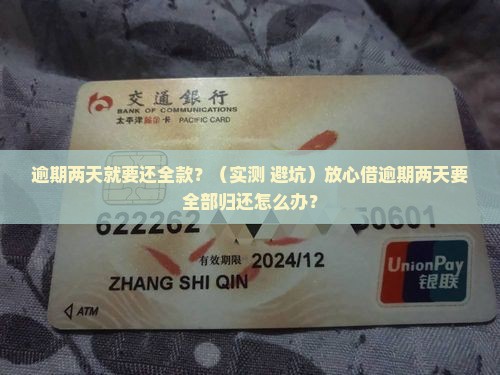 交通銀行
BANK OF COMMUNICATIONS
太平洋 卡 PACIFIC CARD
逾期两天就要还全款？（实测 避坑）放心借逾期两天要
全部归还怎么办？
622262 50601
有效期限 2024/12
ZHANG SHI QIN
UnionPay
银联
ATM